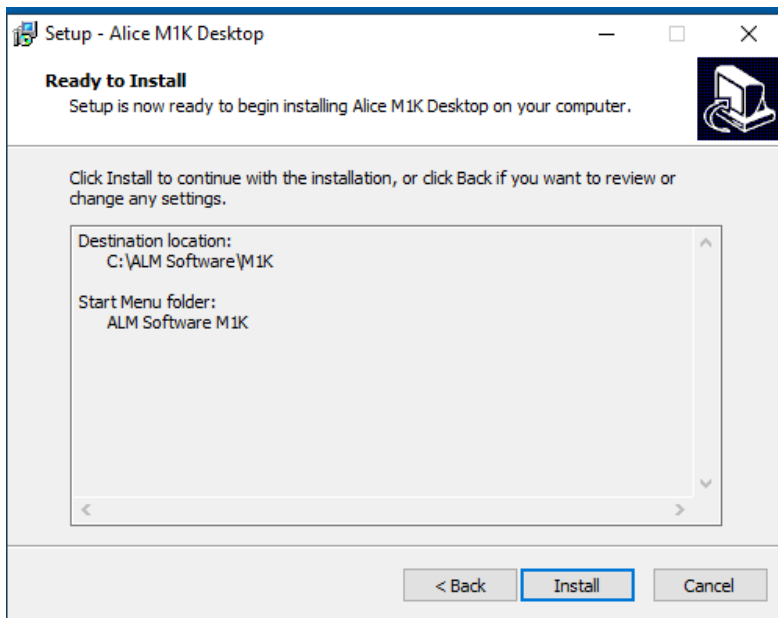 Setup - Alice M1K Desktop
Ready to Install
Setup is now ready to begin installing Alice M1K Desktop on your computer.
Click Install to continue with the installation, or click Back if you want to review or
change any settings.
Destination location:
C:\ALM Software\M1K
Start Menu folder:
ALM Software M1K
< Back
Install
Cancel